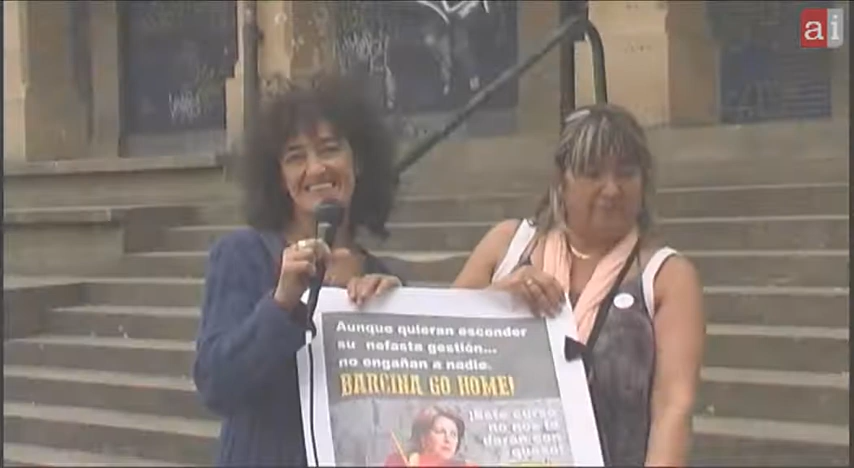 ai
Aunque quieran esconder
su nefasta gestión...
no engañan a nadie.
BARCINA GO HOME!
¡Este curso
no nos la
darán con
queso!